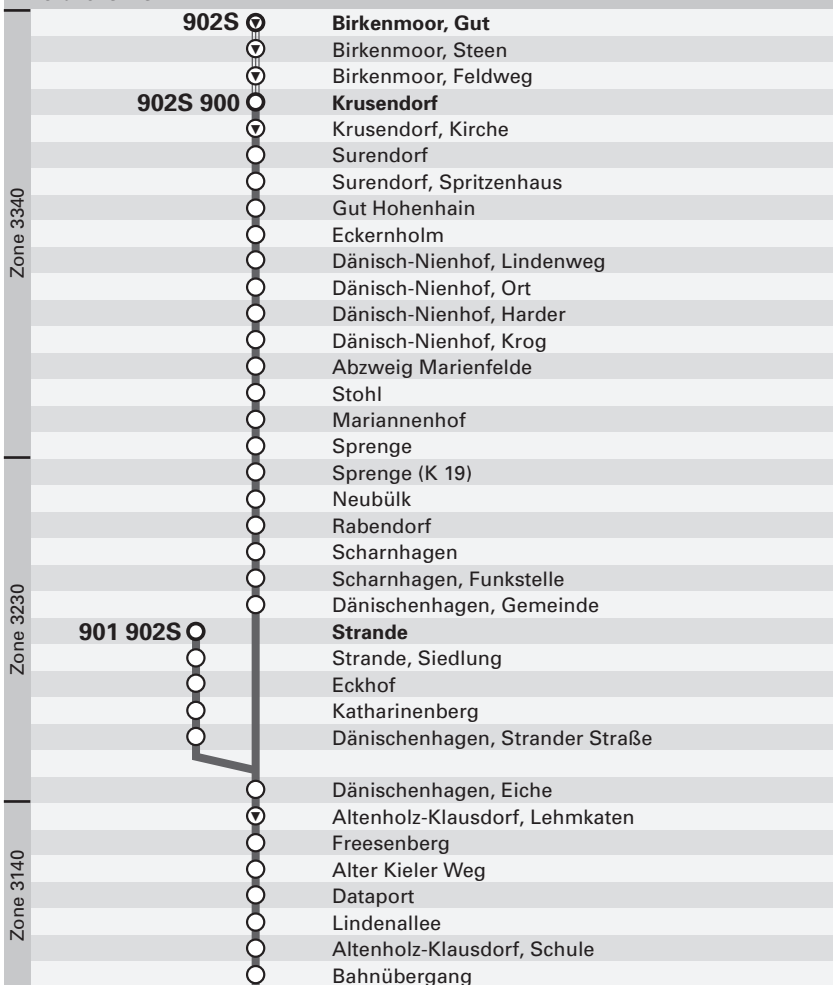 902S Birkenmoor, Gut
Birkenmoor, Steen
Birkenmoor, Feldweg
902S 900 Krusendorf
Krusendorf, Kirche
Surendorf
Surendorf, Spritzenhaus
Gut Hohenhain
Eckernholm
Dänisch-Nienhof, Lindenweg
Dänisch-Nienhof, Ort
Dänisch-Nienhof, Harder
Dänisch-Nienhof, Krog
Abzweig Marienfelde
Stohl
Mariannenhof
Sprenge
Zone 3340
Sprenge (K 19)
Neubülk
Rabendorf
Scharnhagen
Scharnhagen, Funkstelle
Dänischenhagen, Gemeinde
901 902S Strande
Strande, Siedlung
Eckhof
Katharinenberg
Dänischenhagen, Strander Straße
Dänischenhagen, Eiche
Zone 3230
Altenholz-Klausdorf, Lehmkaten
Freesenberg
Alter Kieler Weg
Dataport
Lindenallee
Altenholz-Klausdorf, Schule
Bahnübergang
Zone 3140